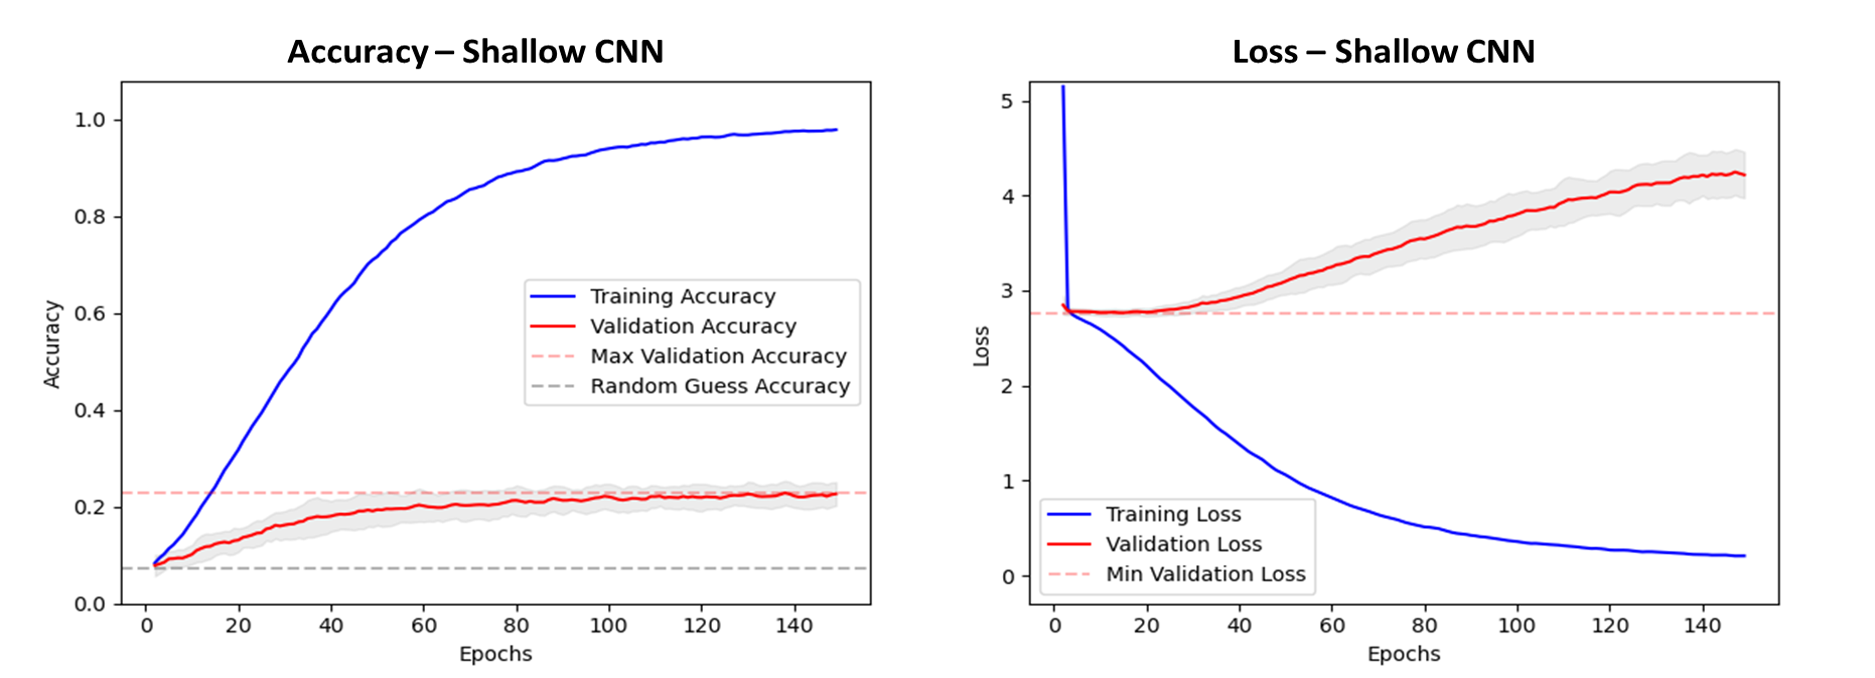 Accuracy – Shallow CNN
1.0
0.8
0.6
0.4
0.2
0.0
Accuracy
Training Accuracy
Validation Accuracy
Max Validation Accuracy
Random Guess Accuracy
0 20 40 60 80 100 120 140
Epochs
Loss – Shallow CNN
5
4
3
2
1
0
Loss
Training Loss
Validation Loss
Min Validation Loss
0 20 40 60 80 100 120 140
Epochs